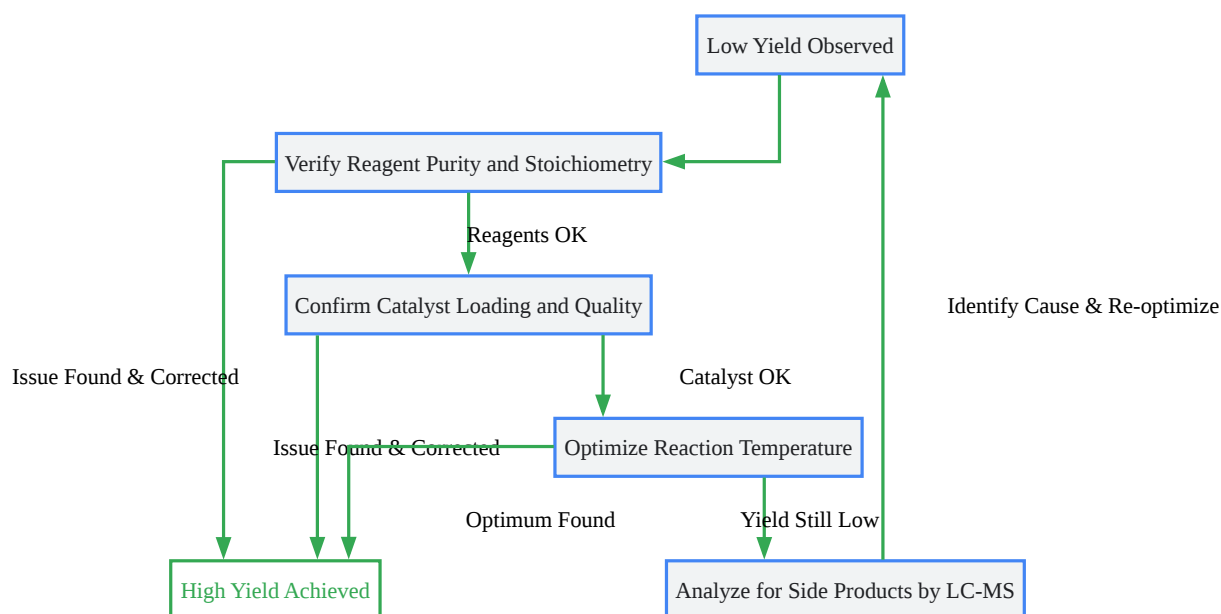 Low Yield Observed
Verify Reagent Purity and Stoichiometry
Reagents OK
Confirm Catalyst Loading and Quality
Identify Cause & Re-optimize
Issue Found & Corrected
Catalyst OK
Issue Found & Corrected
Optimize Reaction Temperature
Optimum Found
Yield Still Low
High Yield Achieved
Analyze for Side Products by LC-MS